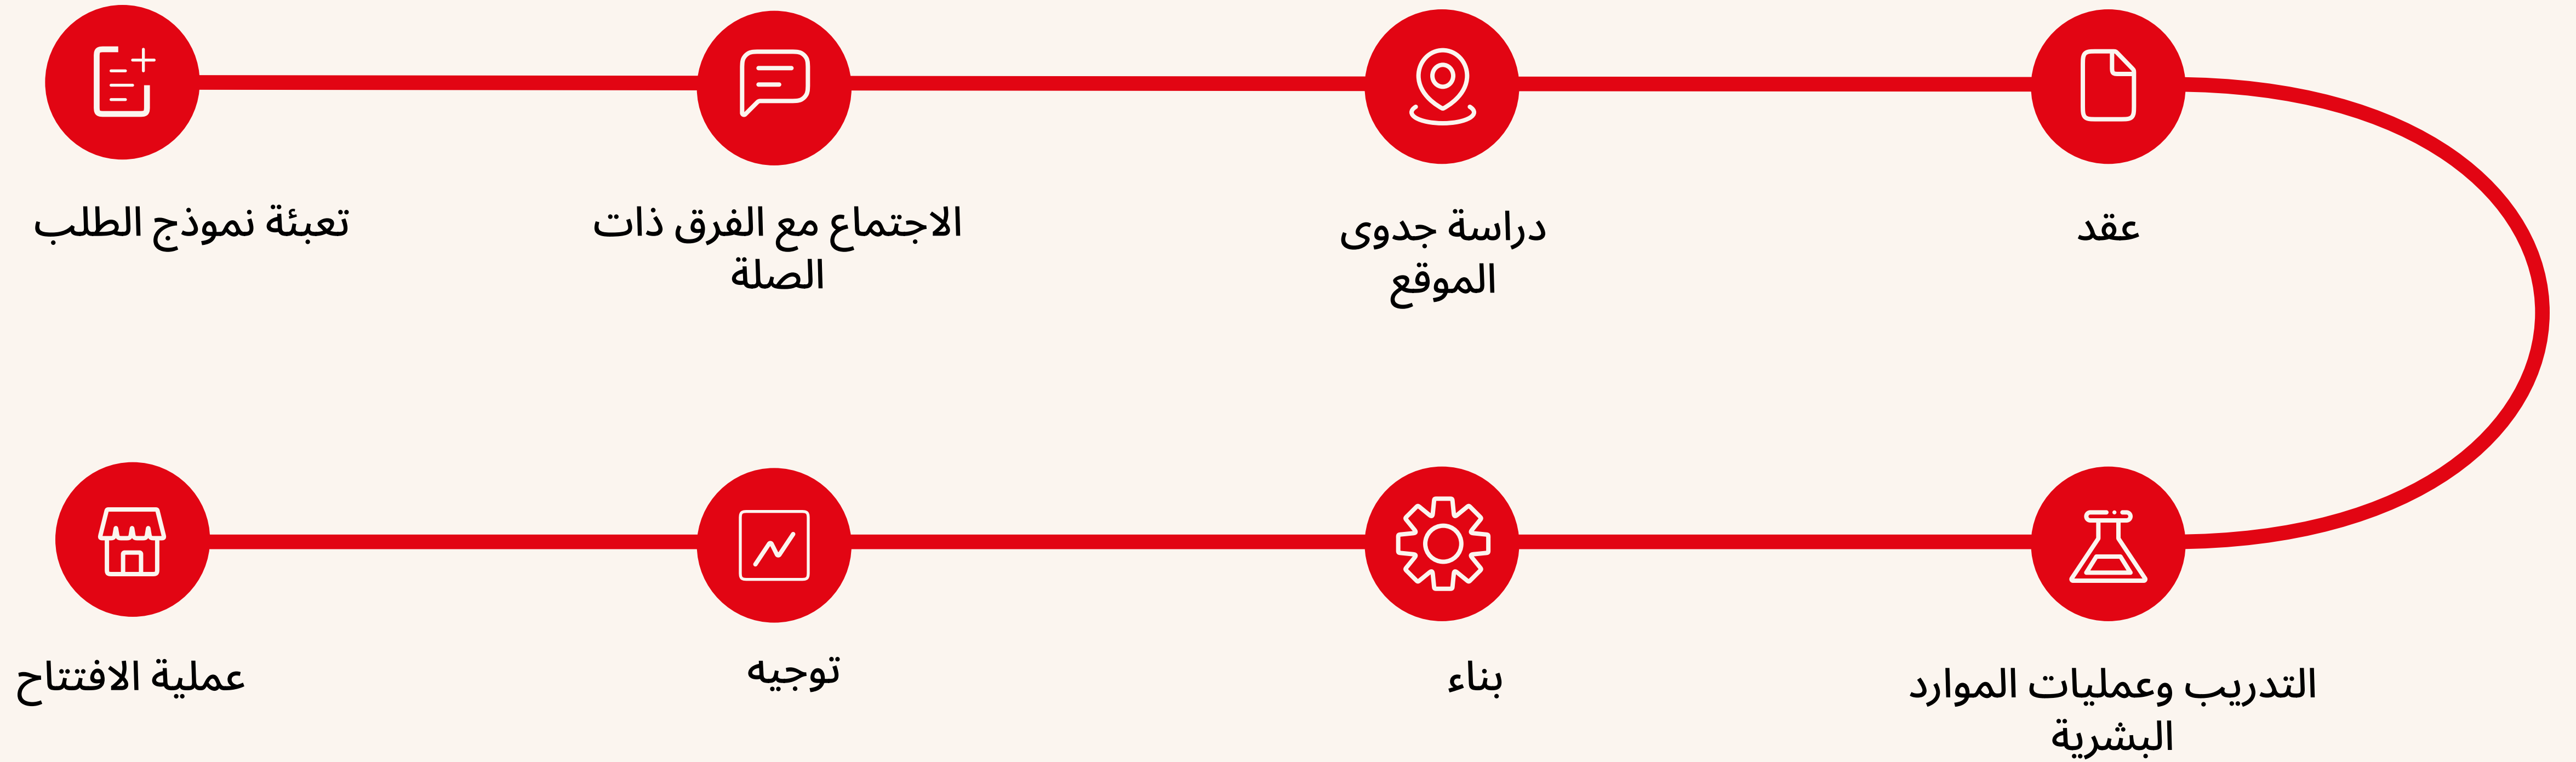 تعبئة نموذج الطلب
الاجتماع مع الفرق ذات
الصلة
دراسة جدوى
الموقع
عقد
التدريب وعمليات الموارد
البشرية
بناء
توجيه
عملية الافتتاح